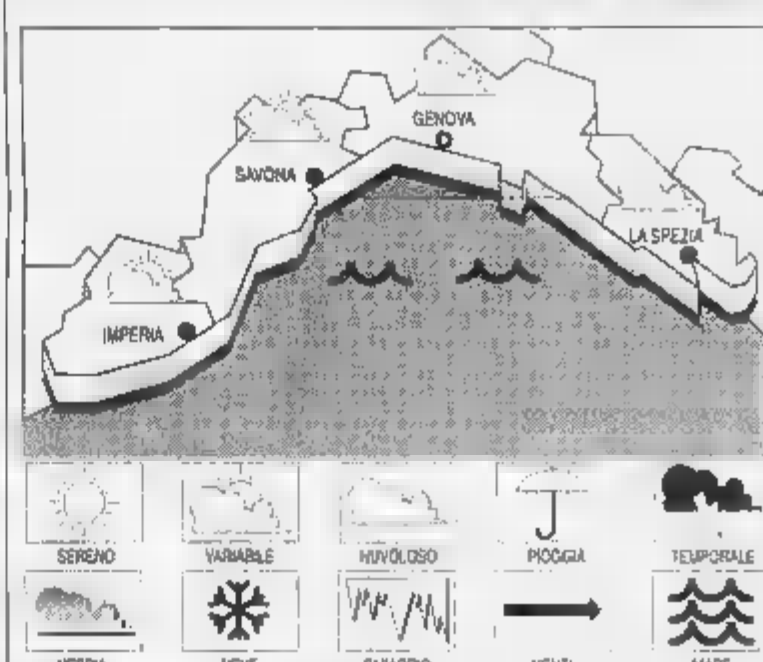 GENOVA
SAVONA
LA SPEZIA
IMPERIA
SERENO
VARIABILE
NUVOLOSO
PIOGGIA
TEMPORALE